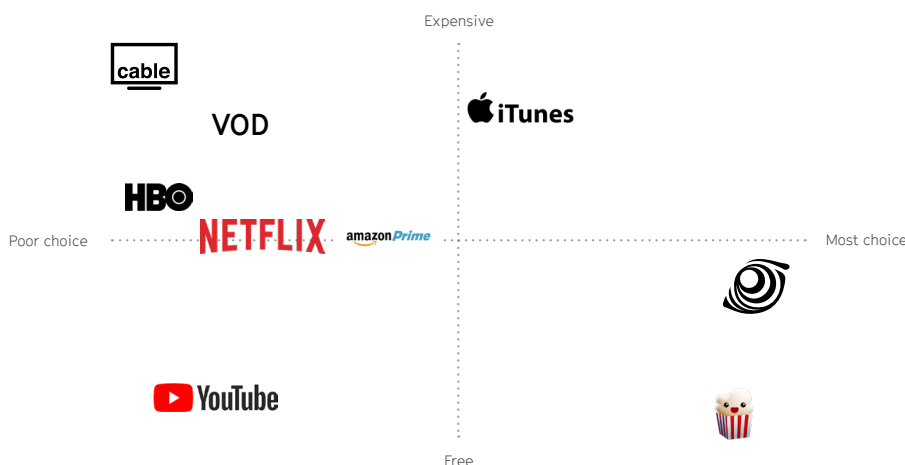 Expensive
cable
iTunes
VOD
HBO
NETFLIX
amazonPrime
Poor choice
Most choice
YouTube
Free